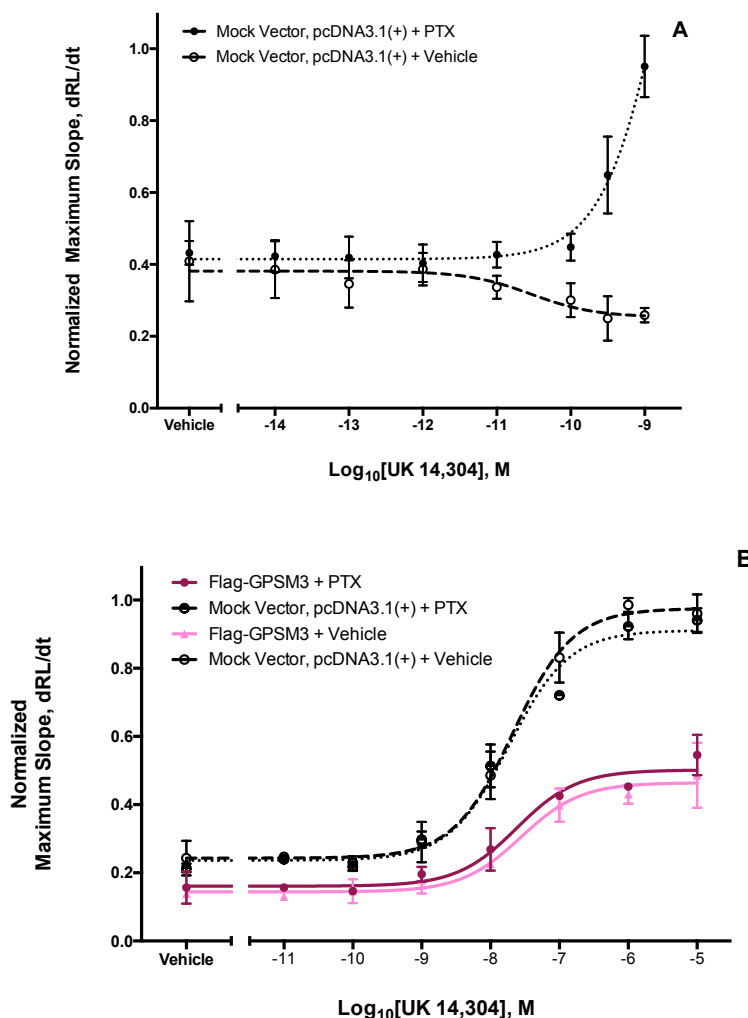 A
Mock Vector, pcDNA3.1(+) + PTX
Mock Vector, pcDNA3.1(+) + Vehicle
1.0
0.8
0.6
0.4
0.2
0.0
Normalized Maximum Slope, dRL/dt
Vehicle -14 -13 -12 -11 -10 -9
Log10[UK 14,304], M
B
Flag-GPSM3 + PTX
Mock Vector, pcDNA3.1(+) + PTX
Flag-GPSM3 + Vehicle
Mock Vector, pcDNA3.1(+) + Vehicle
1.0
0.8
0.6
0.4
0.2
0.0
Normalized
Maximum Slope, dRL/dt
Vehicle -11 -10 -9 -8 -7 -6 -5
Log10[UK 14,304], M